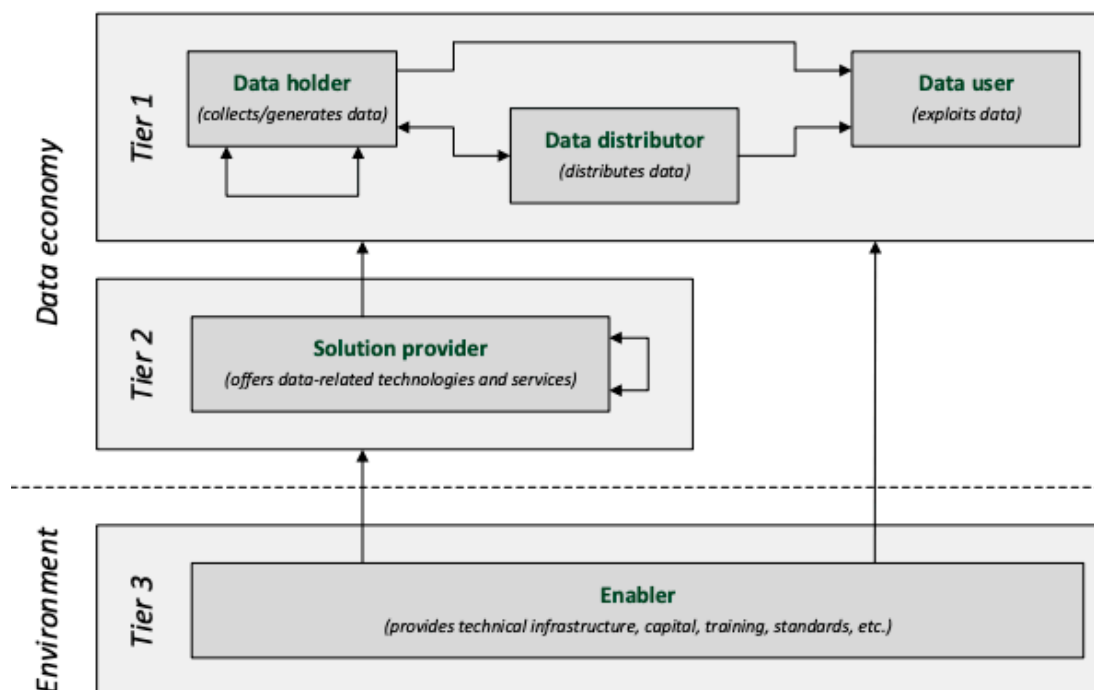 Data economy
Tier 1
Data holder
(collects/generates data)
Data user
(exploits data)
Data distributor
(distributes data)
Tier 2
Solution provider
(offers data-related technologies and services)
Environment
Tier 3
Enabler
(provides technical infrastructure, capital, training, standards, etc.)